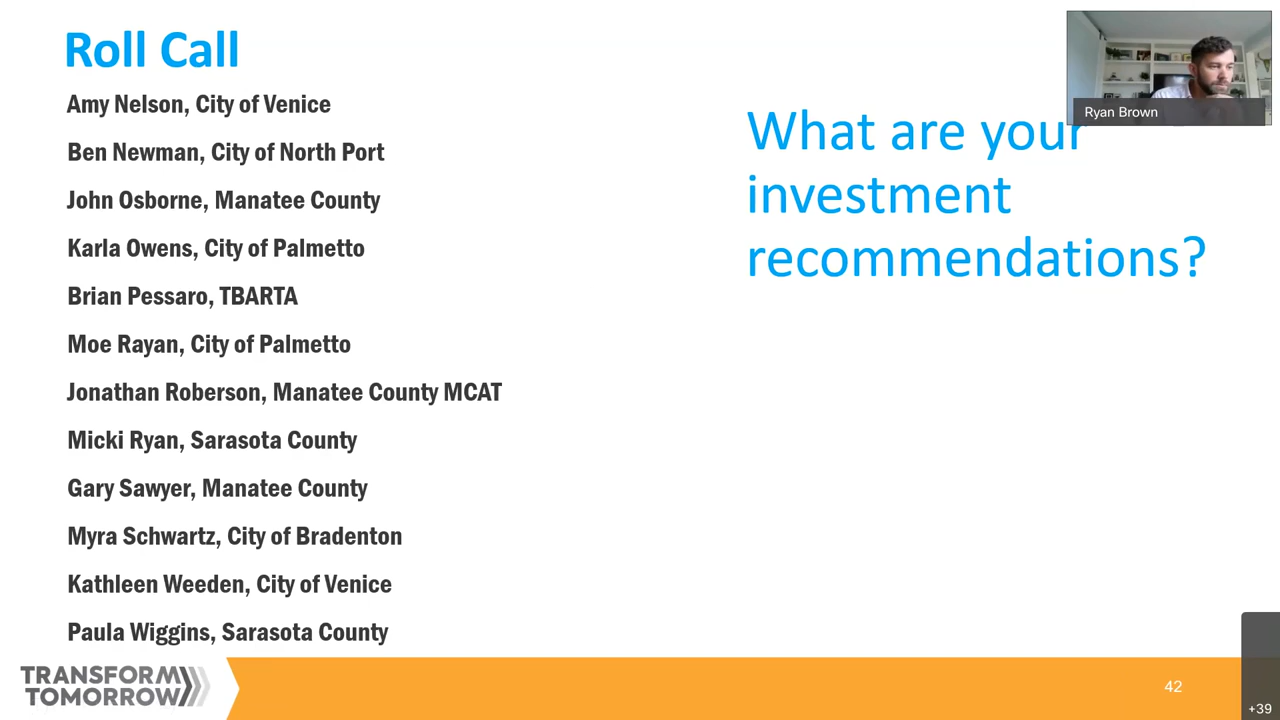 Roll Call
Amy Nelson, City of Venice
Ben Newman, City of North Port
John Osborne, Manatee County
Karla Owens, City of Palmetto
Brian Pessaro, TBARTA
Moe Rayan, City of Palmetto
Jonathan Roberson, Manatee County MCAT
Micki Ryan, Sarasota County
Gary Sawyer, Manatee County
Myra Schwartz, City of Bradenton
Kathleen Weeden, City of Venice
Paula Wiggins, Sarasota County
What are your
investment
recommendations?
Ryan Brown
TRANSFORM
TOMORROW
42
+39